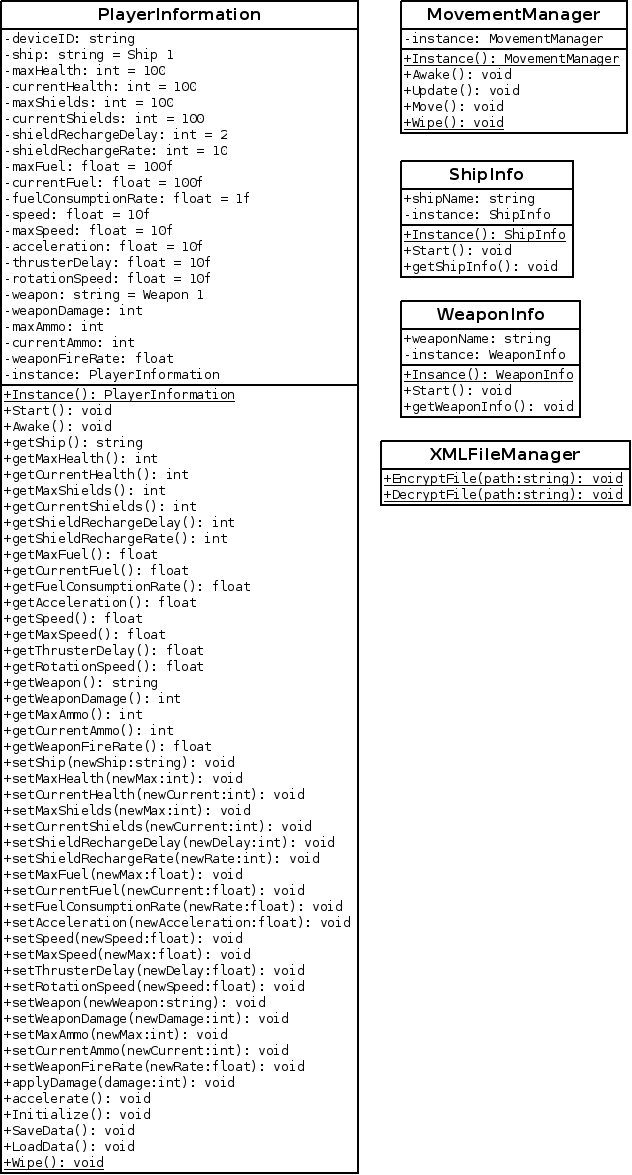 PlayerInformation
-deviceID: string
-ship: string = Ship 1
-maxHealth: int = 100
-currentHealth: int = 100
-maxShields: int = 100
-currentShields: int = 100
-shieldRechargeDelay: int = 2
-shieldRechargeRate: int = 10
-maxFuel: float = 100f
-currentFuel: float = 100f
-fuelConsumptionRate: float = 1f
-speed: float = 10f
-maxSpeed: float = 10f
-acceleration: float = 10f
-thrusterDelay: float = 10f
-rotationSpeed: float = 10f
-weapon: string = Weapon 1
-weaponDamage: int
-maxAmmo: int
-currentAmmo: int
-weaponFireRate: float
-instance: PlayerInformation
+Instance(): PlayerInformation
+Start(): void
+Awake(): void
+getShip(): string
+getMaxHealth(): int
+getCurrentHealth(): int
+getMaxShields(): int
+getCurrentShields(): int
+getShieldRechargeDelay(): int
+getShieldRechargeRate(): int
+getMaxFuel(): float
+getCurrentFuel(): float
+getFuelConsumptionRate(): float
+getAcceleration(): float
+getSpeed(): float
+getMaxSpeed(): float
+getThrusterDelay(): float
+getRotationSpeed(): float
+getWeapon(): string
+getWeaponDamage(): int
+getMaxAmmo(): int
+getCurrentAmmo(): int
+getWeaponFireRate(): float
+setShip(newShip:string): void
+setMaxHealth(newMax:int): void
+setCurrentHealth(newCurrent:int): void
+setMaxShields(newMax:int): void
+setCurrentShields(newCurrent:int): void
+setShieldRechargeDelay(newDelay:int): void
+setShieldRechargeRate(newRate:int): void
+setMaxFuel(newMax:float): void
+setCurrentFuel(newCurrent:float): void
+setFuelConsumptionRate(newRate:float): void
+setAcceleration(newAcceleration:float): void
+setSpeed(newSpeed:float): void
+setMaxSpeed(newMax:float): void
+setThrusterDelay(newDelay:float): void
+setRotationSpeed(newSpeed:float): void
+setWeapon(newWeapon:string): void
+setWeaponDamage(newDamage:int): void
+setMaxAmmo(newMax:int): void
+setCurrentAmmo(newCurrent:int): void
+setWeaponFireRate(newRate:float): void
+applyDamage(damage:int): void
+accelerate(): void
+Initialize(): void
+SaveData(): void
+LoadData(): void
+Wipe(): void
MovementManager
-instance: MovementManager
+Instance(): MovementManager
+Awake(): void
+Update(): void
+Move(): void
+Wipe(): void
ShipInfo
+shipName: string
-instance: ShipInfo
+Instance(): ShipInfo
+Start(): void
+getShipInfo(): void
WeaponInfo
+weaponName: string
-instance: WeaponInfo
+Insance(): WeaponInfo
+Start(): void
+getWeaponInfo(): void
XMLFileManager
+EncryptFile(path:string): void
+DecryptFile(path:string): void